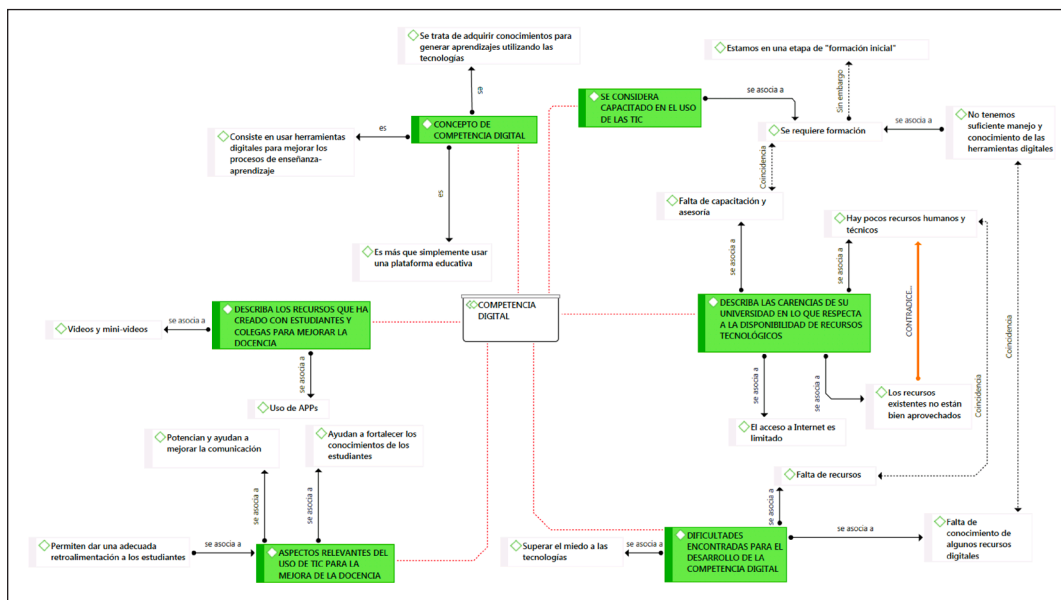 Se trata de adquirir conocimientos para
generar aprendizajes utilizando las
tecnologías
Estamos en una etapa de "formación inicial"
es
Sin embargo
SE CONSIDERA
CAPACITADO EN EL USO
DE LAS TIC
se asocia a
CONCEPTO DE
COMPETENCIA DIGITAL
es
Consiste en usar herramientas
digitales para mejorar los
procesos de enseñanza-
aprendizaje
Se requiere formación
se asocia a
No tenemos
suficiente manejo y
conocimiento de las
herramientas digitales
es
Coincidencia
Falta de capacitación y
asesoría
Hay pocos recursos humanos y
técnicos
Es más que simplemente usar
una plataforma educativa
se asocia a
se asocia a
CONTRADICE...
Coincidencia
Coincidencia
COMPETENCIA
DIGITAL
DESCRIBA LOS RECURSOS QUE HA
CREADO CON ESTUDIANTES Y
COLEGAS PARA MEJORAR LA
DOCENCIA
se asocia a
Videos y mini-videos
DESCRIBA LAS CARENCIAS DE SU
UNIVERSIDAD EN LO QUE RESPECTA
A LA DISPONIBILIDAD DE RECURSOS
TECNOLÓGICOS
se asocia a
Uso de APPs
se asocia a
se asocia a
Los recursos
existentes no están
bien aprovechados
El acceso a Internet es
limitado
Potencian y ayudan a
mejorar la comunicación
Ayudan a fortalecer los
conocimientos de los
estudiantes
se asocia a
se asocia a
Falta de recursos
se asocia a
Permiten dar una adecuada
retroalimentación a los estudiantes
se asocia a
ASPECTOS RELEVANTES DEL
USO DE TIC PARA LA
MEJORA DE LA DOCENCIA
Superar el miedo a las
tecnologías
se asocia a
DIFICULTADES
ENCONTRADAS PARA EL
DESARROLLO DE LA
COMPETENCIA DIGITAL
se asocia a
Falta de
conocimiento de
algunos recursos
digitales